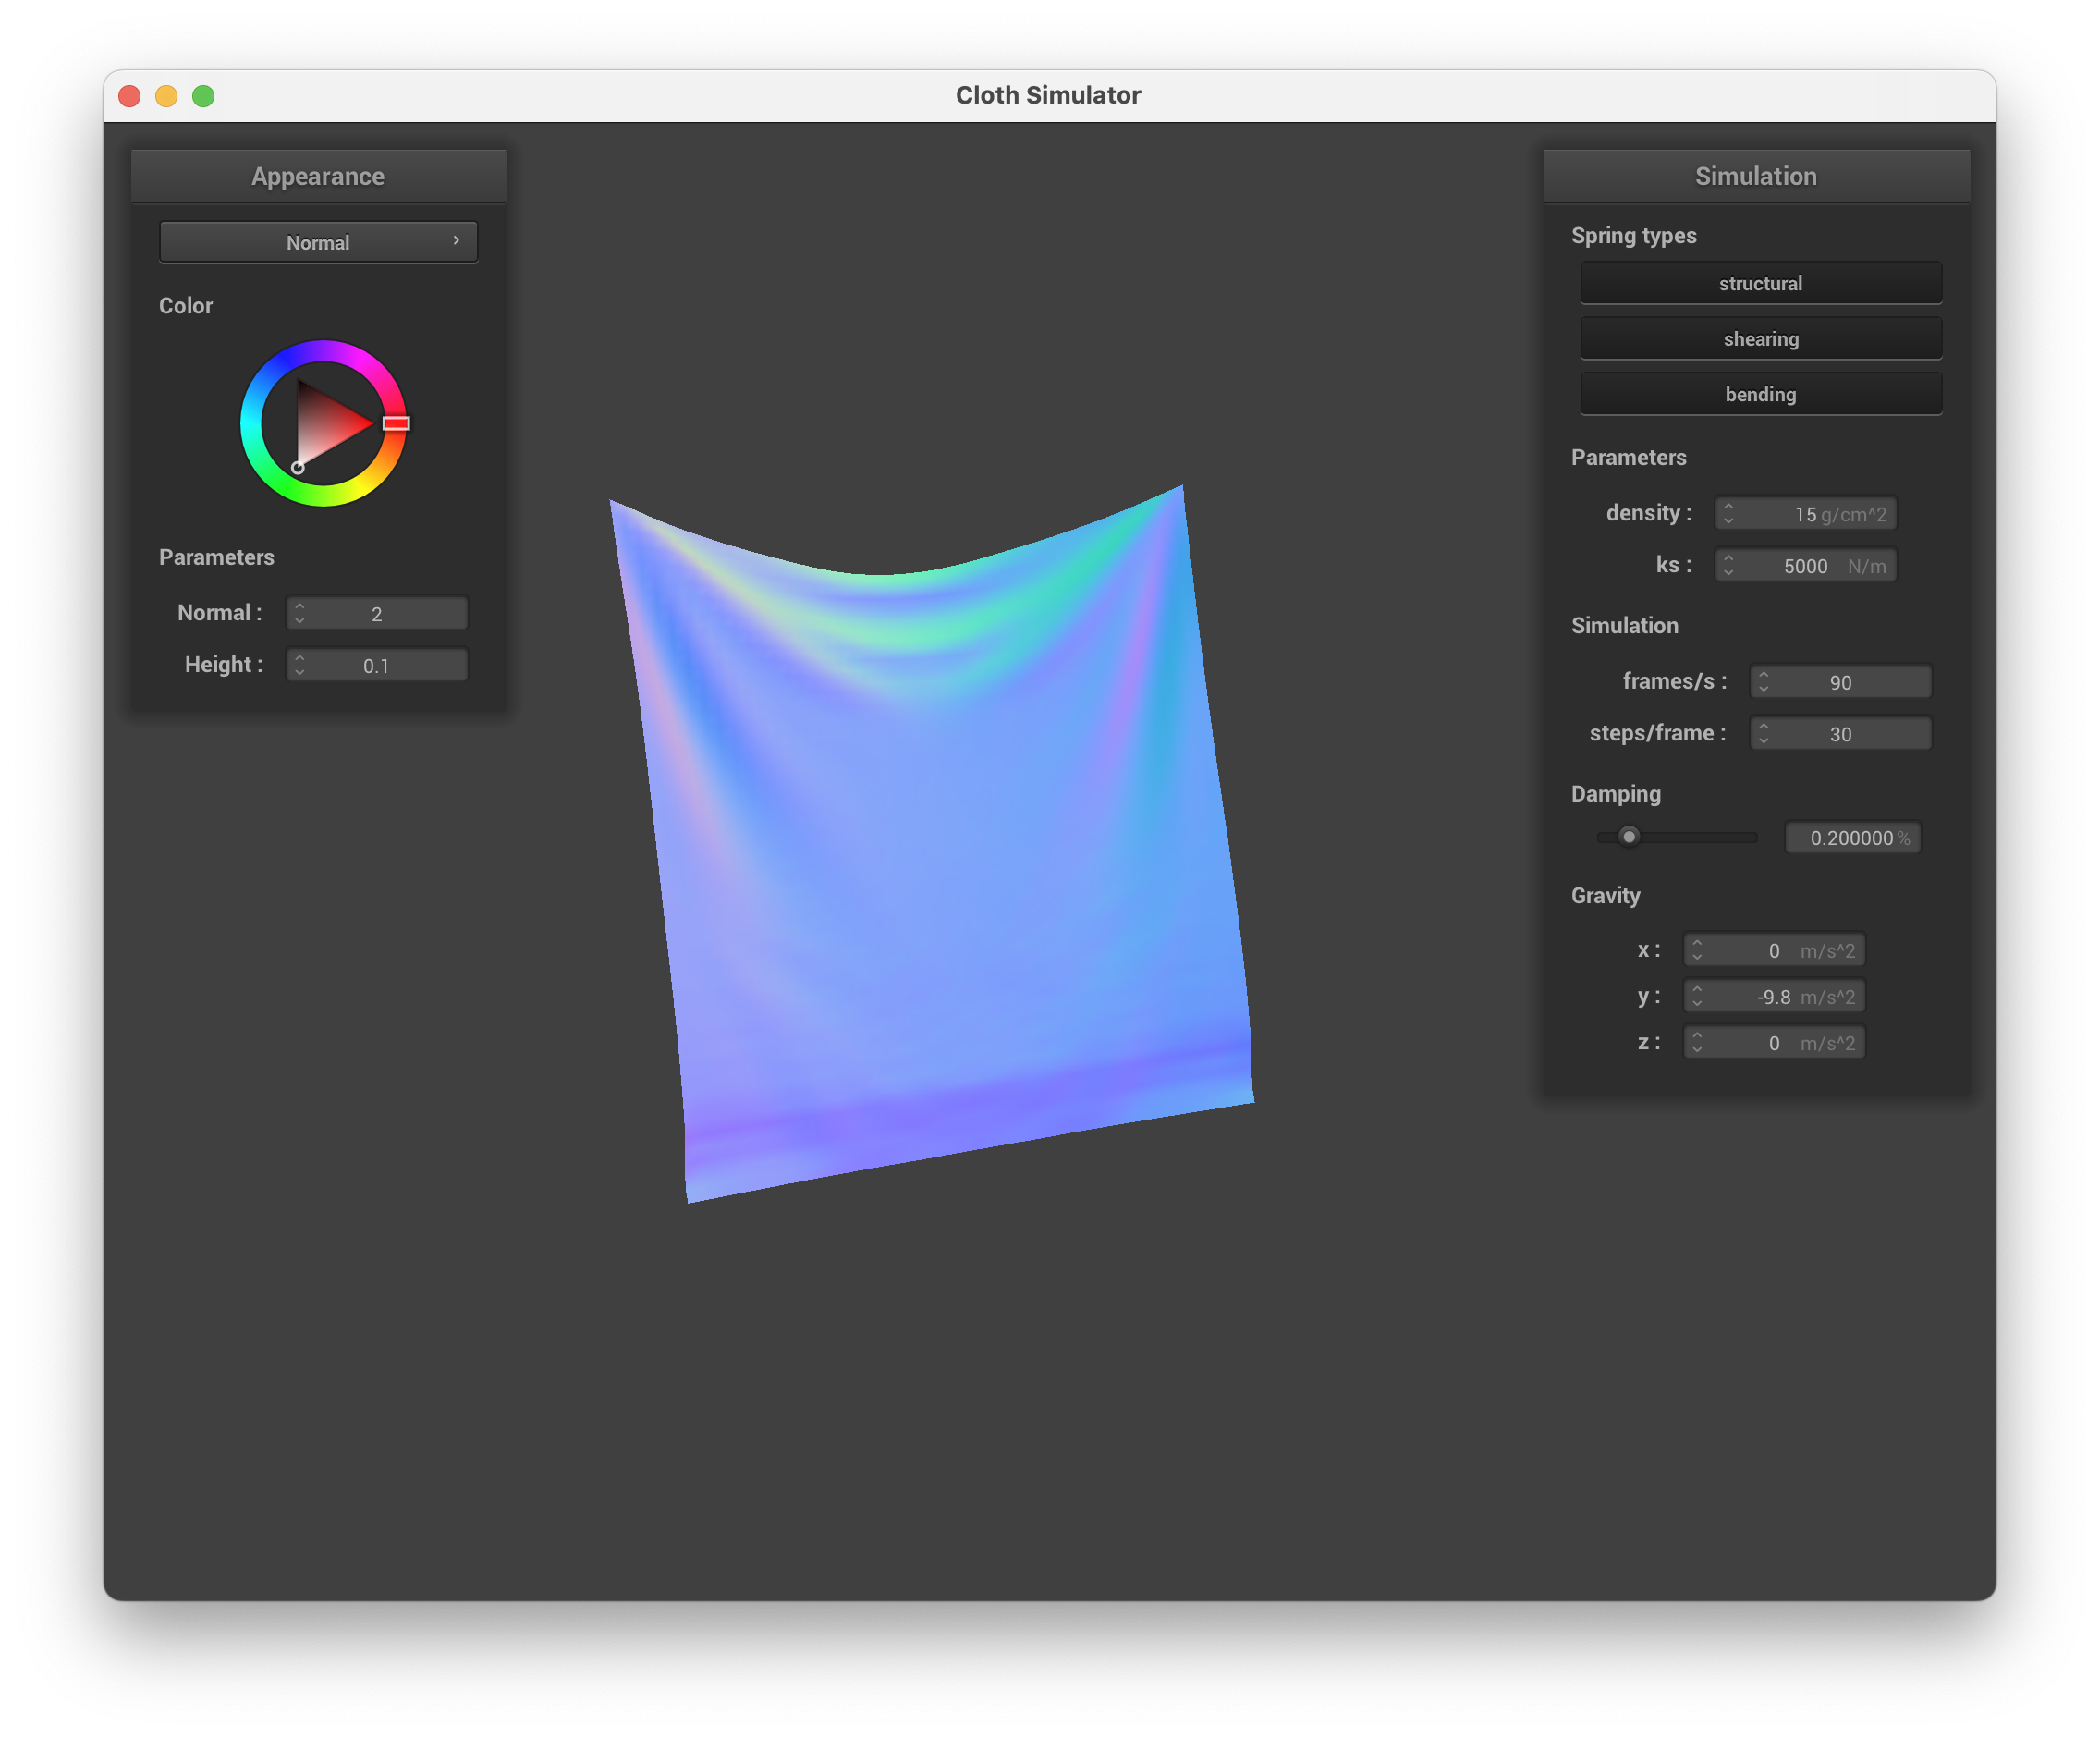 Cloth Simulator
Appearance
Normal
Color
Parameters
Normal : 2
Height : 0.1
Simulation
Spring types
structural
shearing
bending
Parameters
density : 15 g/cm^2
ks : 5000 N/m
Simulation
frames/s : 90
steps/frame : 30
Damping
0.200000 %
Gravity
x : 0 m/s^2
y : -9.8 m/s^2
z : 0 m/s^2